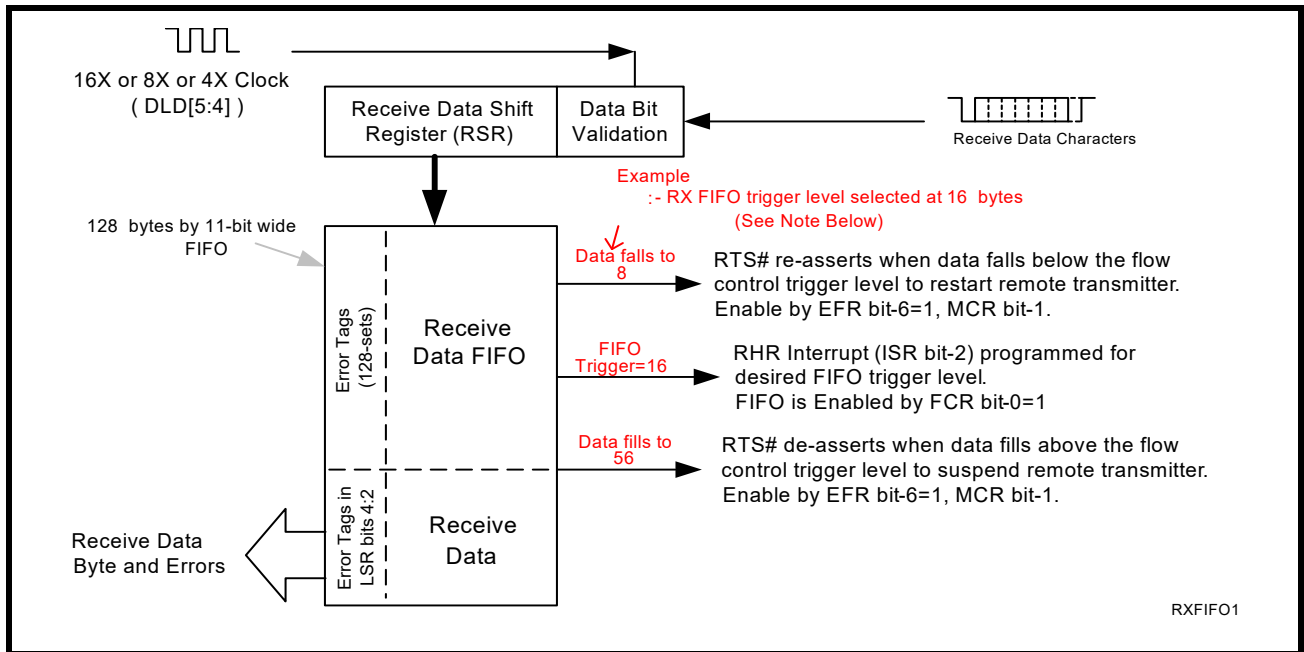 16X or 8X or 4X Clock
( DLD[5:4] )
Receive Data Shift
Register (RSR)
Data Bit
Validation
Receive Data Characters
Example
:- RX FIFO trigger level selected at 16 bytes
(See Note Below)
128 bytes by 11-bit wide
FIFO
Error Tags
(128-sets)
Receive
Data FIFO
Data falls to
8
RTS# re-asserts when data falls below the flow
control trigger level to restart remote transmitter.
Enable by EFR bit-6=1, MCR bit-1.
FIFO
Trigger=16
RHR Interrupt (ISR bit-2) programmed for
desired FIFO trigger level.
FIFO is Enabled by FCR bit-0=1
Data fills to
56
RTS# de-asserts when data fills above the flow
control trigger level to suspend remote transmitter.
Enable by EFR bit-6=1, MCR bit-1.
Error Tags in
LSR bits 4:2
Receive
Data
Receive Data
Byte and Errors
RXFIFO1